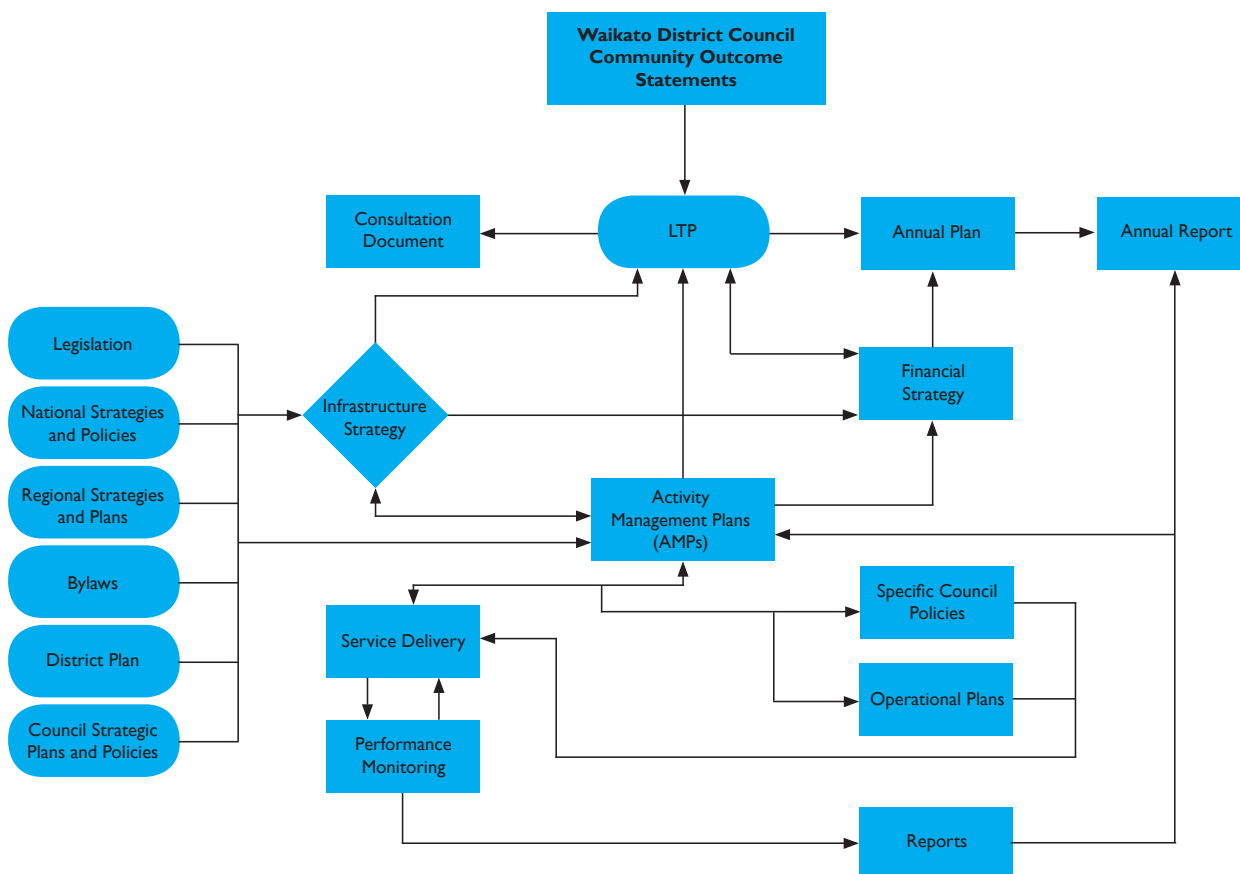 Waikato District Council
Community Outcome
Statements
Consultation
Document
LTP
Annual Plan
Annual Report
Legislation
National Strategies
and Policies
Regional Strategies
and Plans
Bylaws
District Plan
Council Strategic
Plans and Policies
Infrastructure
Strategy
Financial
Strategy
Activity
Management Plans
(AMPs)
Specific Council
Policies
Service Delivery
Operational Plans
Performance
Monitoring
Reports